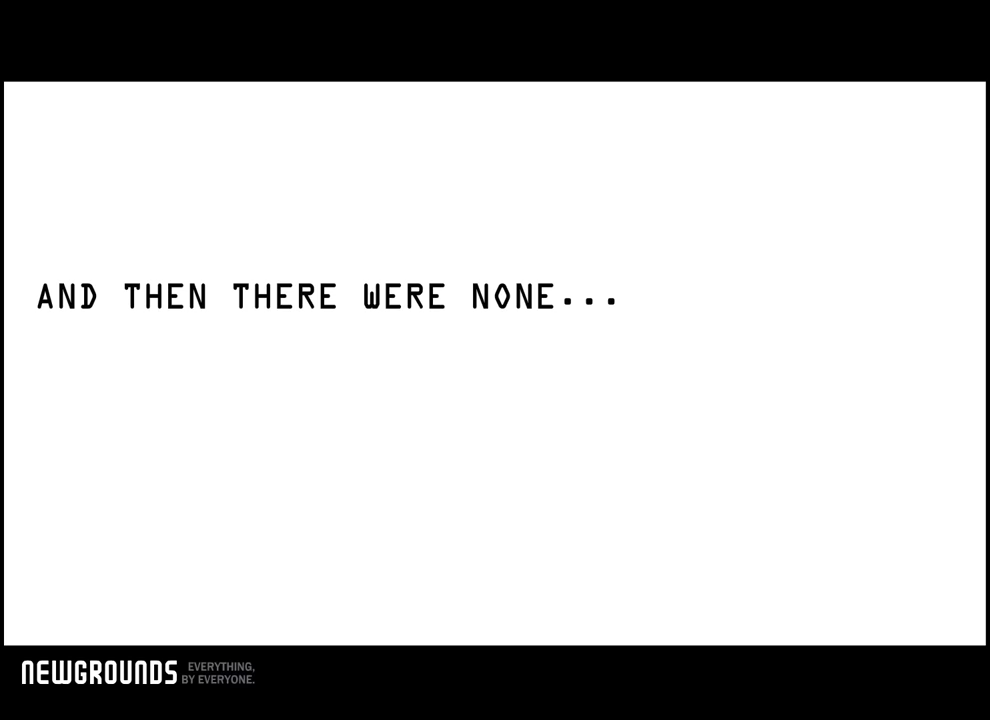 AND THEN THERE WERE NONE...
NEWGROUNDS
EVERYTHING,
BY EVERYONE.